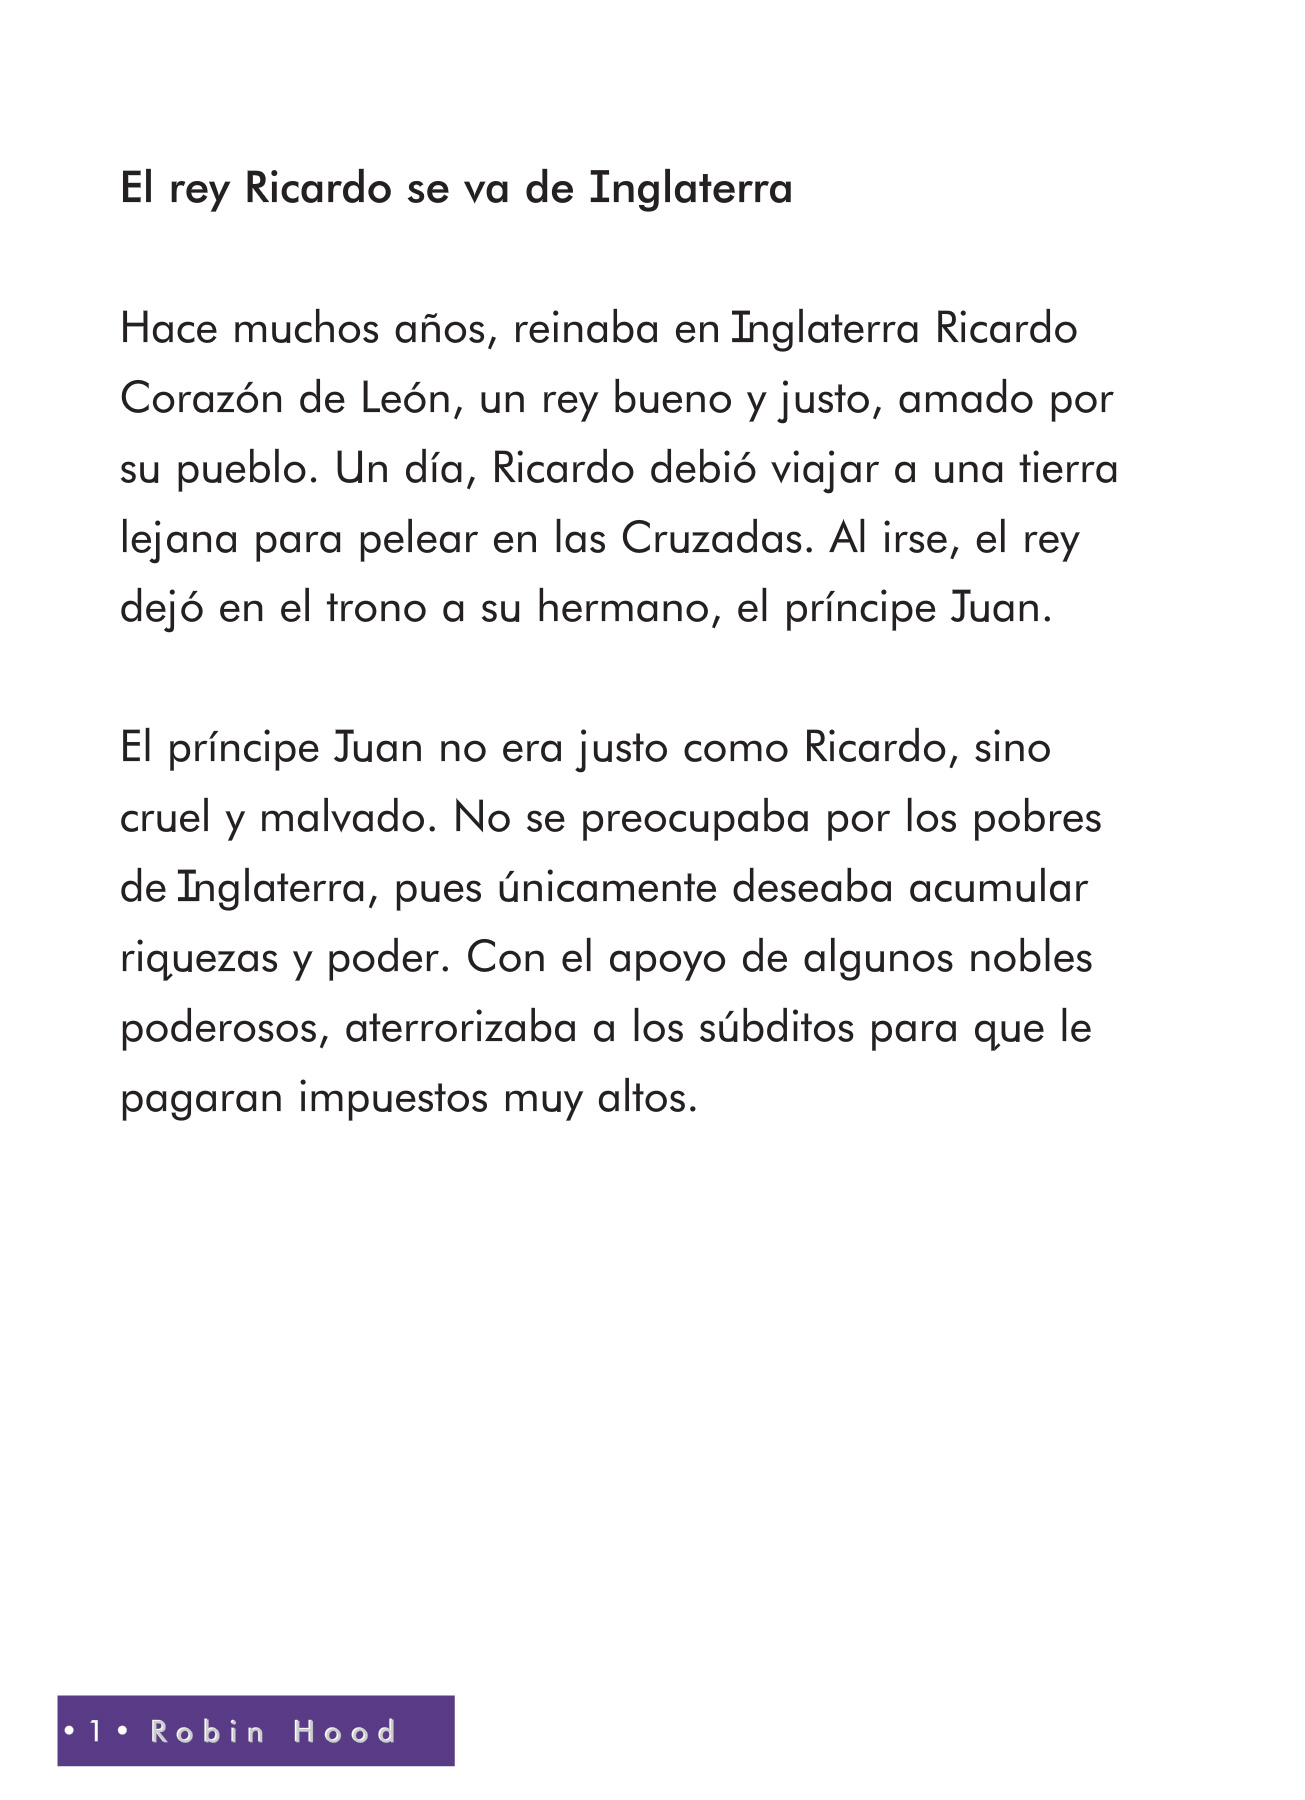 El rey Ricardo se va de Inglaterra
Hace muchos años, reinaba en Inglaterra Ricardo
Corazón de León, un rey bueno y justo, amado por
su pueblo. Un día, Ricardo debió viajar a una tierra
lejana para pelear en las Cruzadas. Al irse, el rey
dejó en el trono a su hermano, el príncipe Juan.
El príncipe Juan no era justo como Ricardo, sino
cruel y malvado. No se preocupaba por los pobres
de Inglaterra, pues únicamente deseaba acumular
riquezas y poder. Con el apoyo de algunos nobles
poderosos, aterrorizaba a los súbditos para que le
pagaran impuestos muy altos.
• 1 • Robin Hood